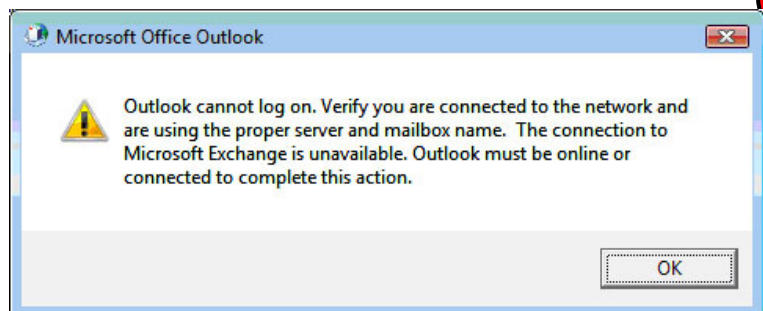 Microsoft Office Outlook
Outlook cannot log on. Verify you are connected to the network and
are using the proper server and mailbox name.  The connection to
Microsoft Exchange is unavailable. Outlook must be online or
connected to complete this action.
OK